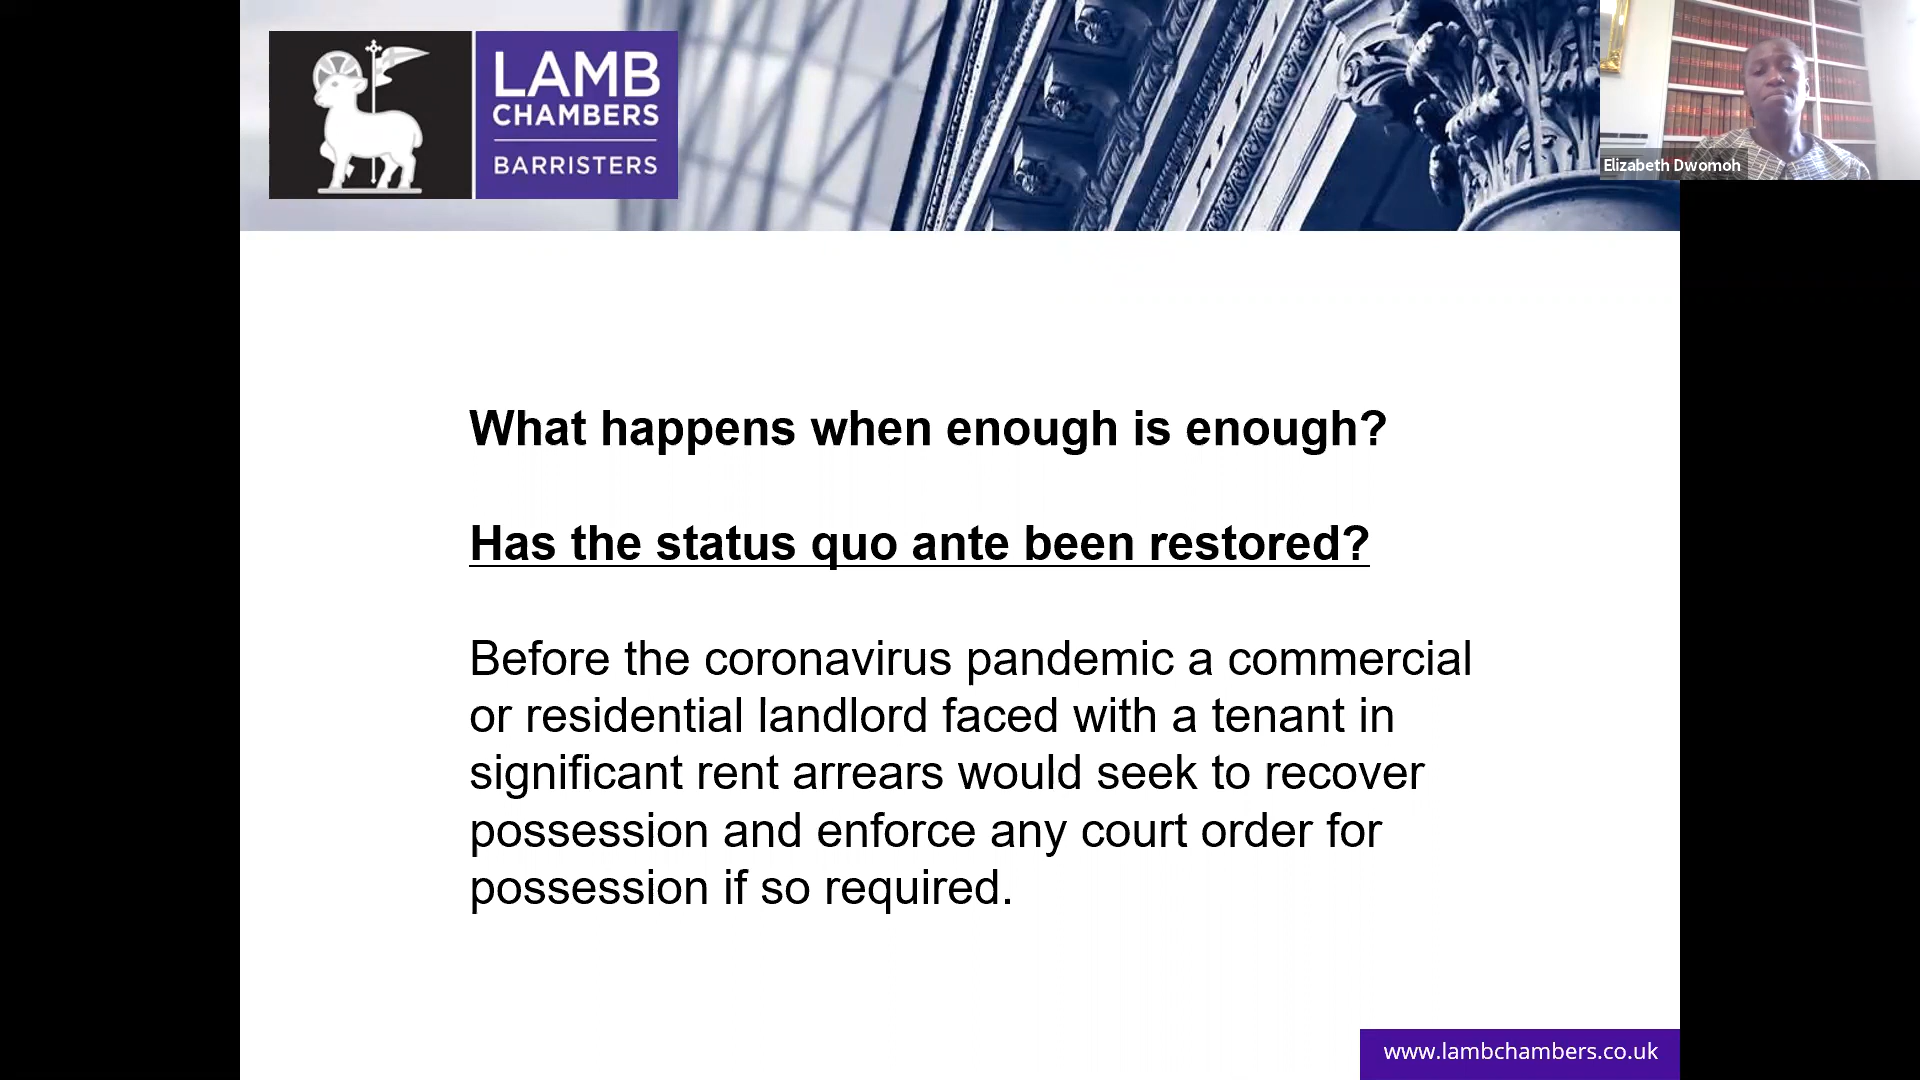 LAMB
CHAMBERS
BARRISTERS
Elizabeth Dwomoh
What happens when enough is enough?
Has the status quo ante been restored?
Before the coronavirus pandemic a commercial
or residential landlord faced with a tenant in
significant rent arrears would seek to recover
possession and enforce any court order for
possession if so required.
www.lambchambers.co.uk